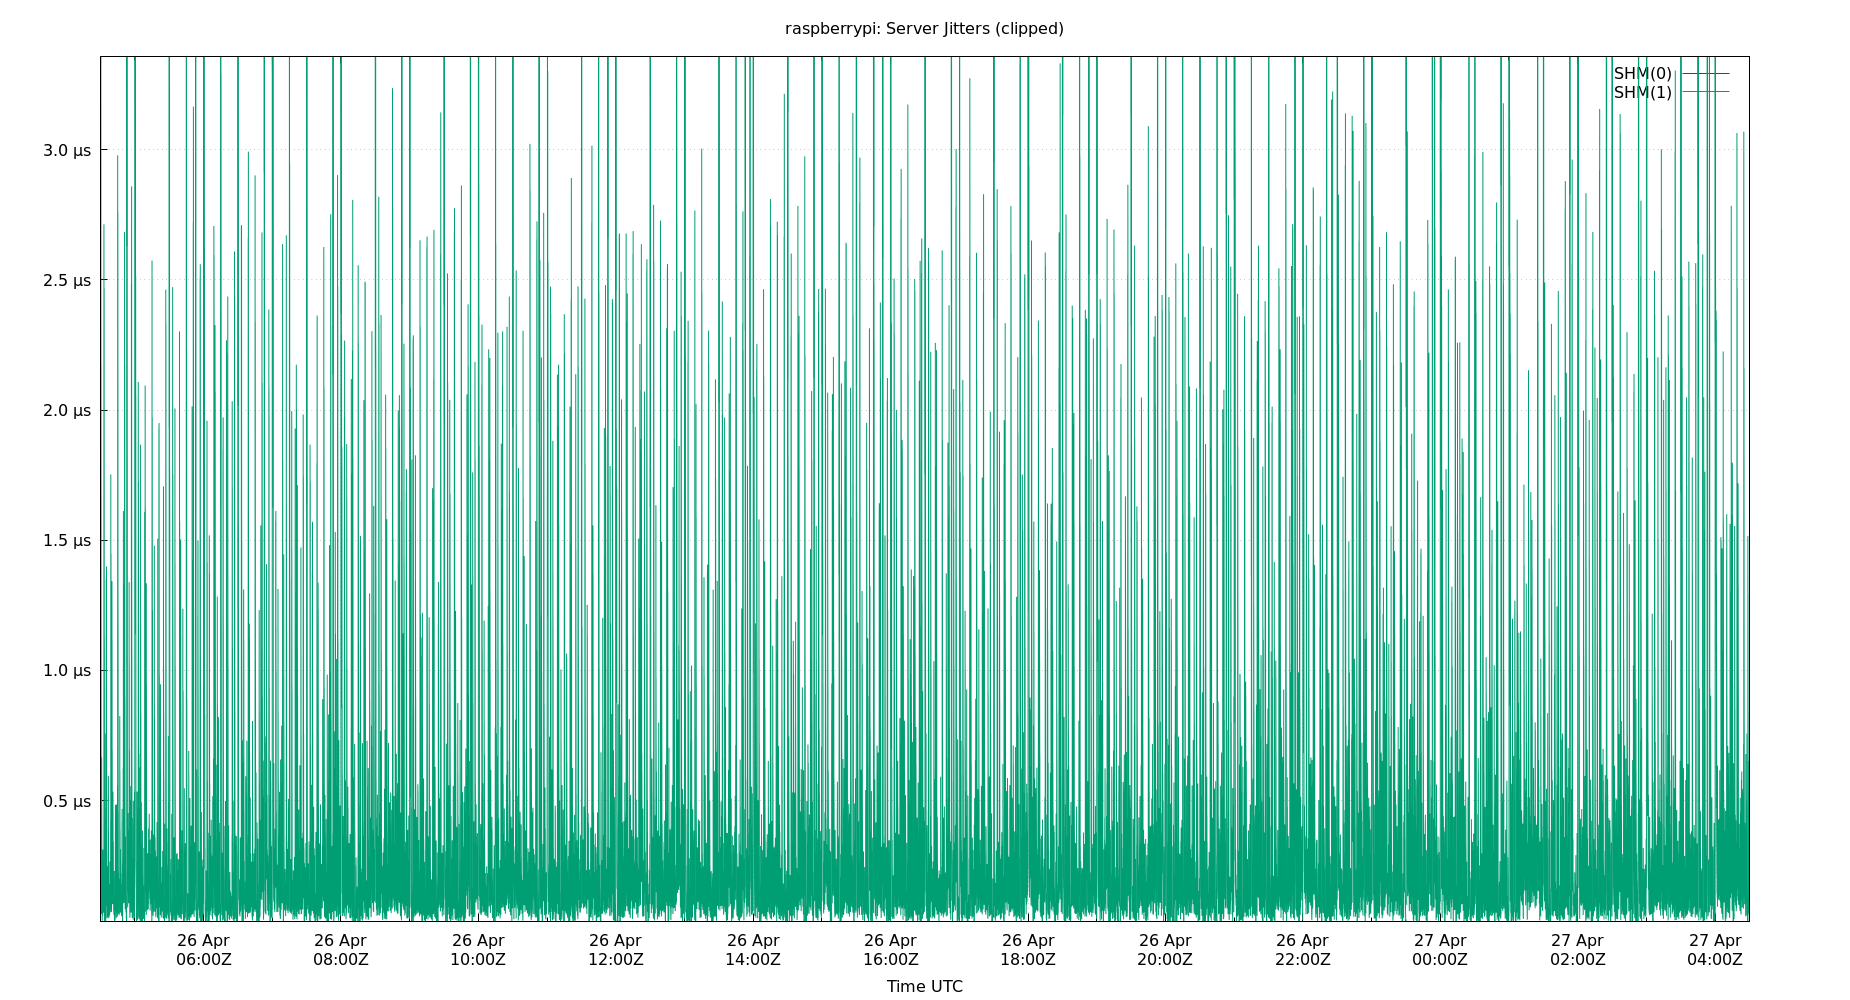 raspberrypi: Server Jitters (clipped)
SHM(0)
SHM(1)
3.0 µs
2.5 µs
2.0 µs
1.5 µs
1.0 µs
0.5 µs
26 Apr 26 Apr 26 Apr 26 Apr 26 Apr 26 Apr 26 Apr 26 Apr 26 Apr 27 Apr 27 Apr 27 Apr
06:00Z 08:00Z 10:00Z 12:00Z 14:00Z 16:00Z 18:00Z 20:00Z 22:00Z 00:00Z 02:00Z 04:00Z
Time UTC